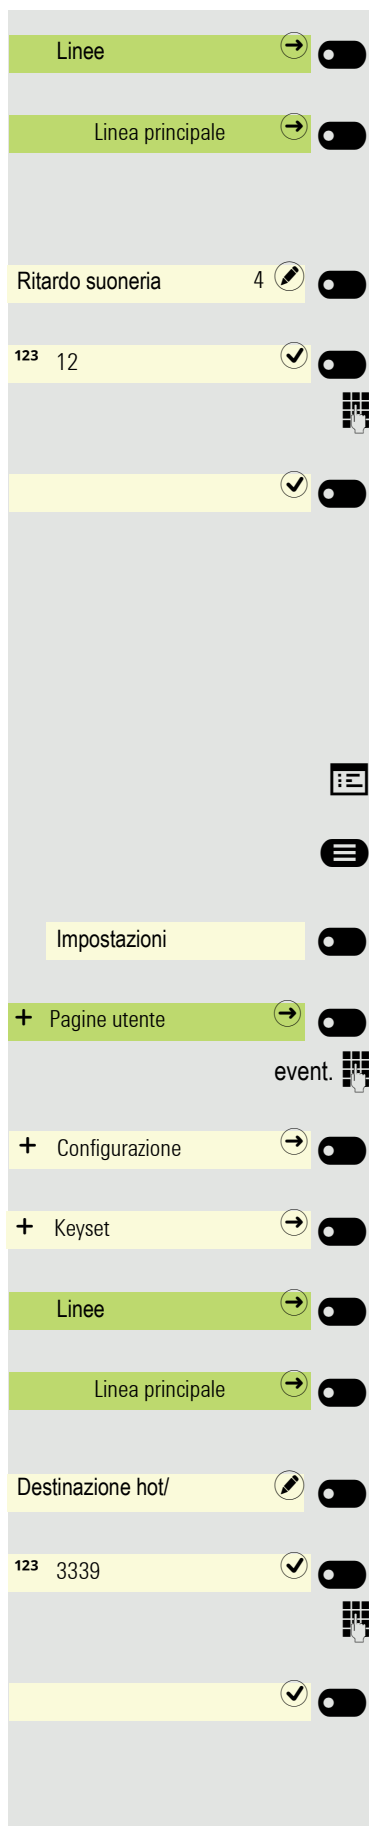 Linee
Linea principale
Ritardo suoneria 4
123 12
Impostazioni
+ Pagine utente
event.
+ Configurazione
+ Keyset
Linee
Linea principale
Destinazione hot/
123 3339